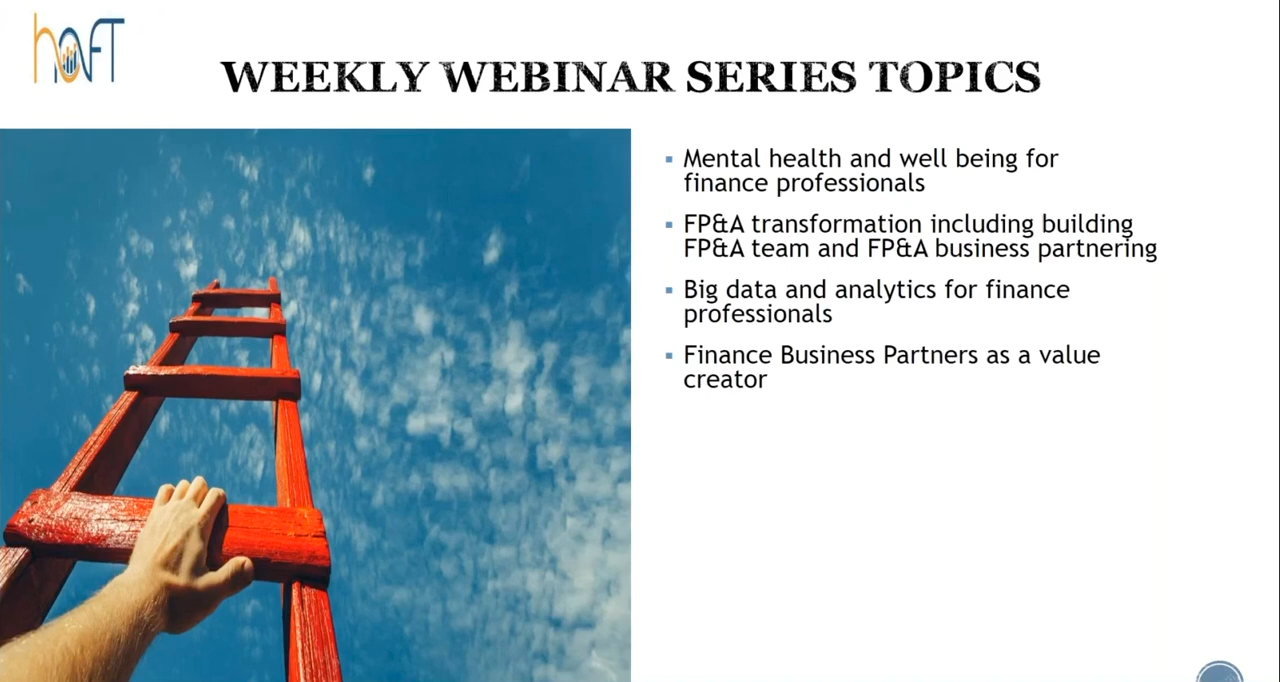 haFT
WEEKLY WEBINAR SERIES TOPICS
Mental health and well being for
finance professionals
FP&A transformation including building
FP&A team and FP&A business partnering
Big data and analytics for finance
professionals
Finance Business Partners as a value
creator